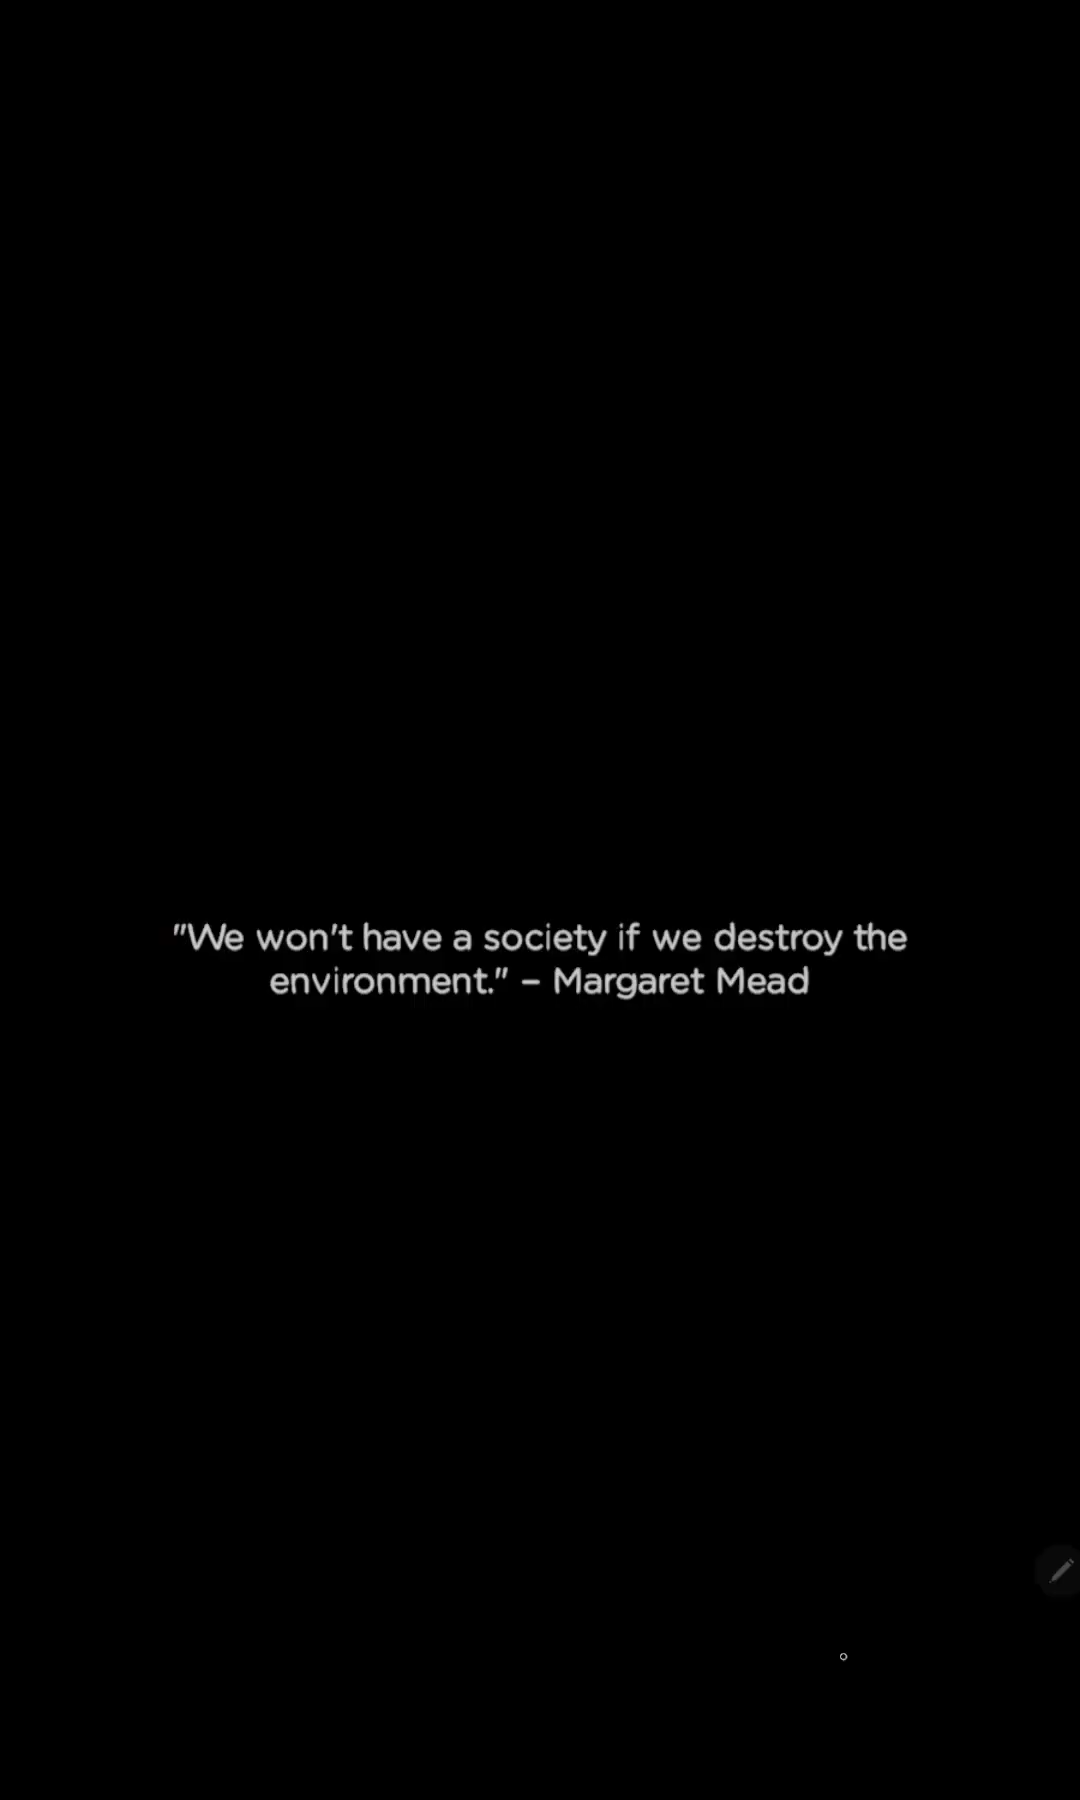 "We won't have a society if we destroy the
environment." – Margaret Mead